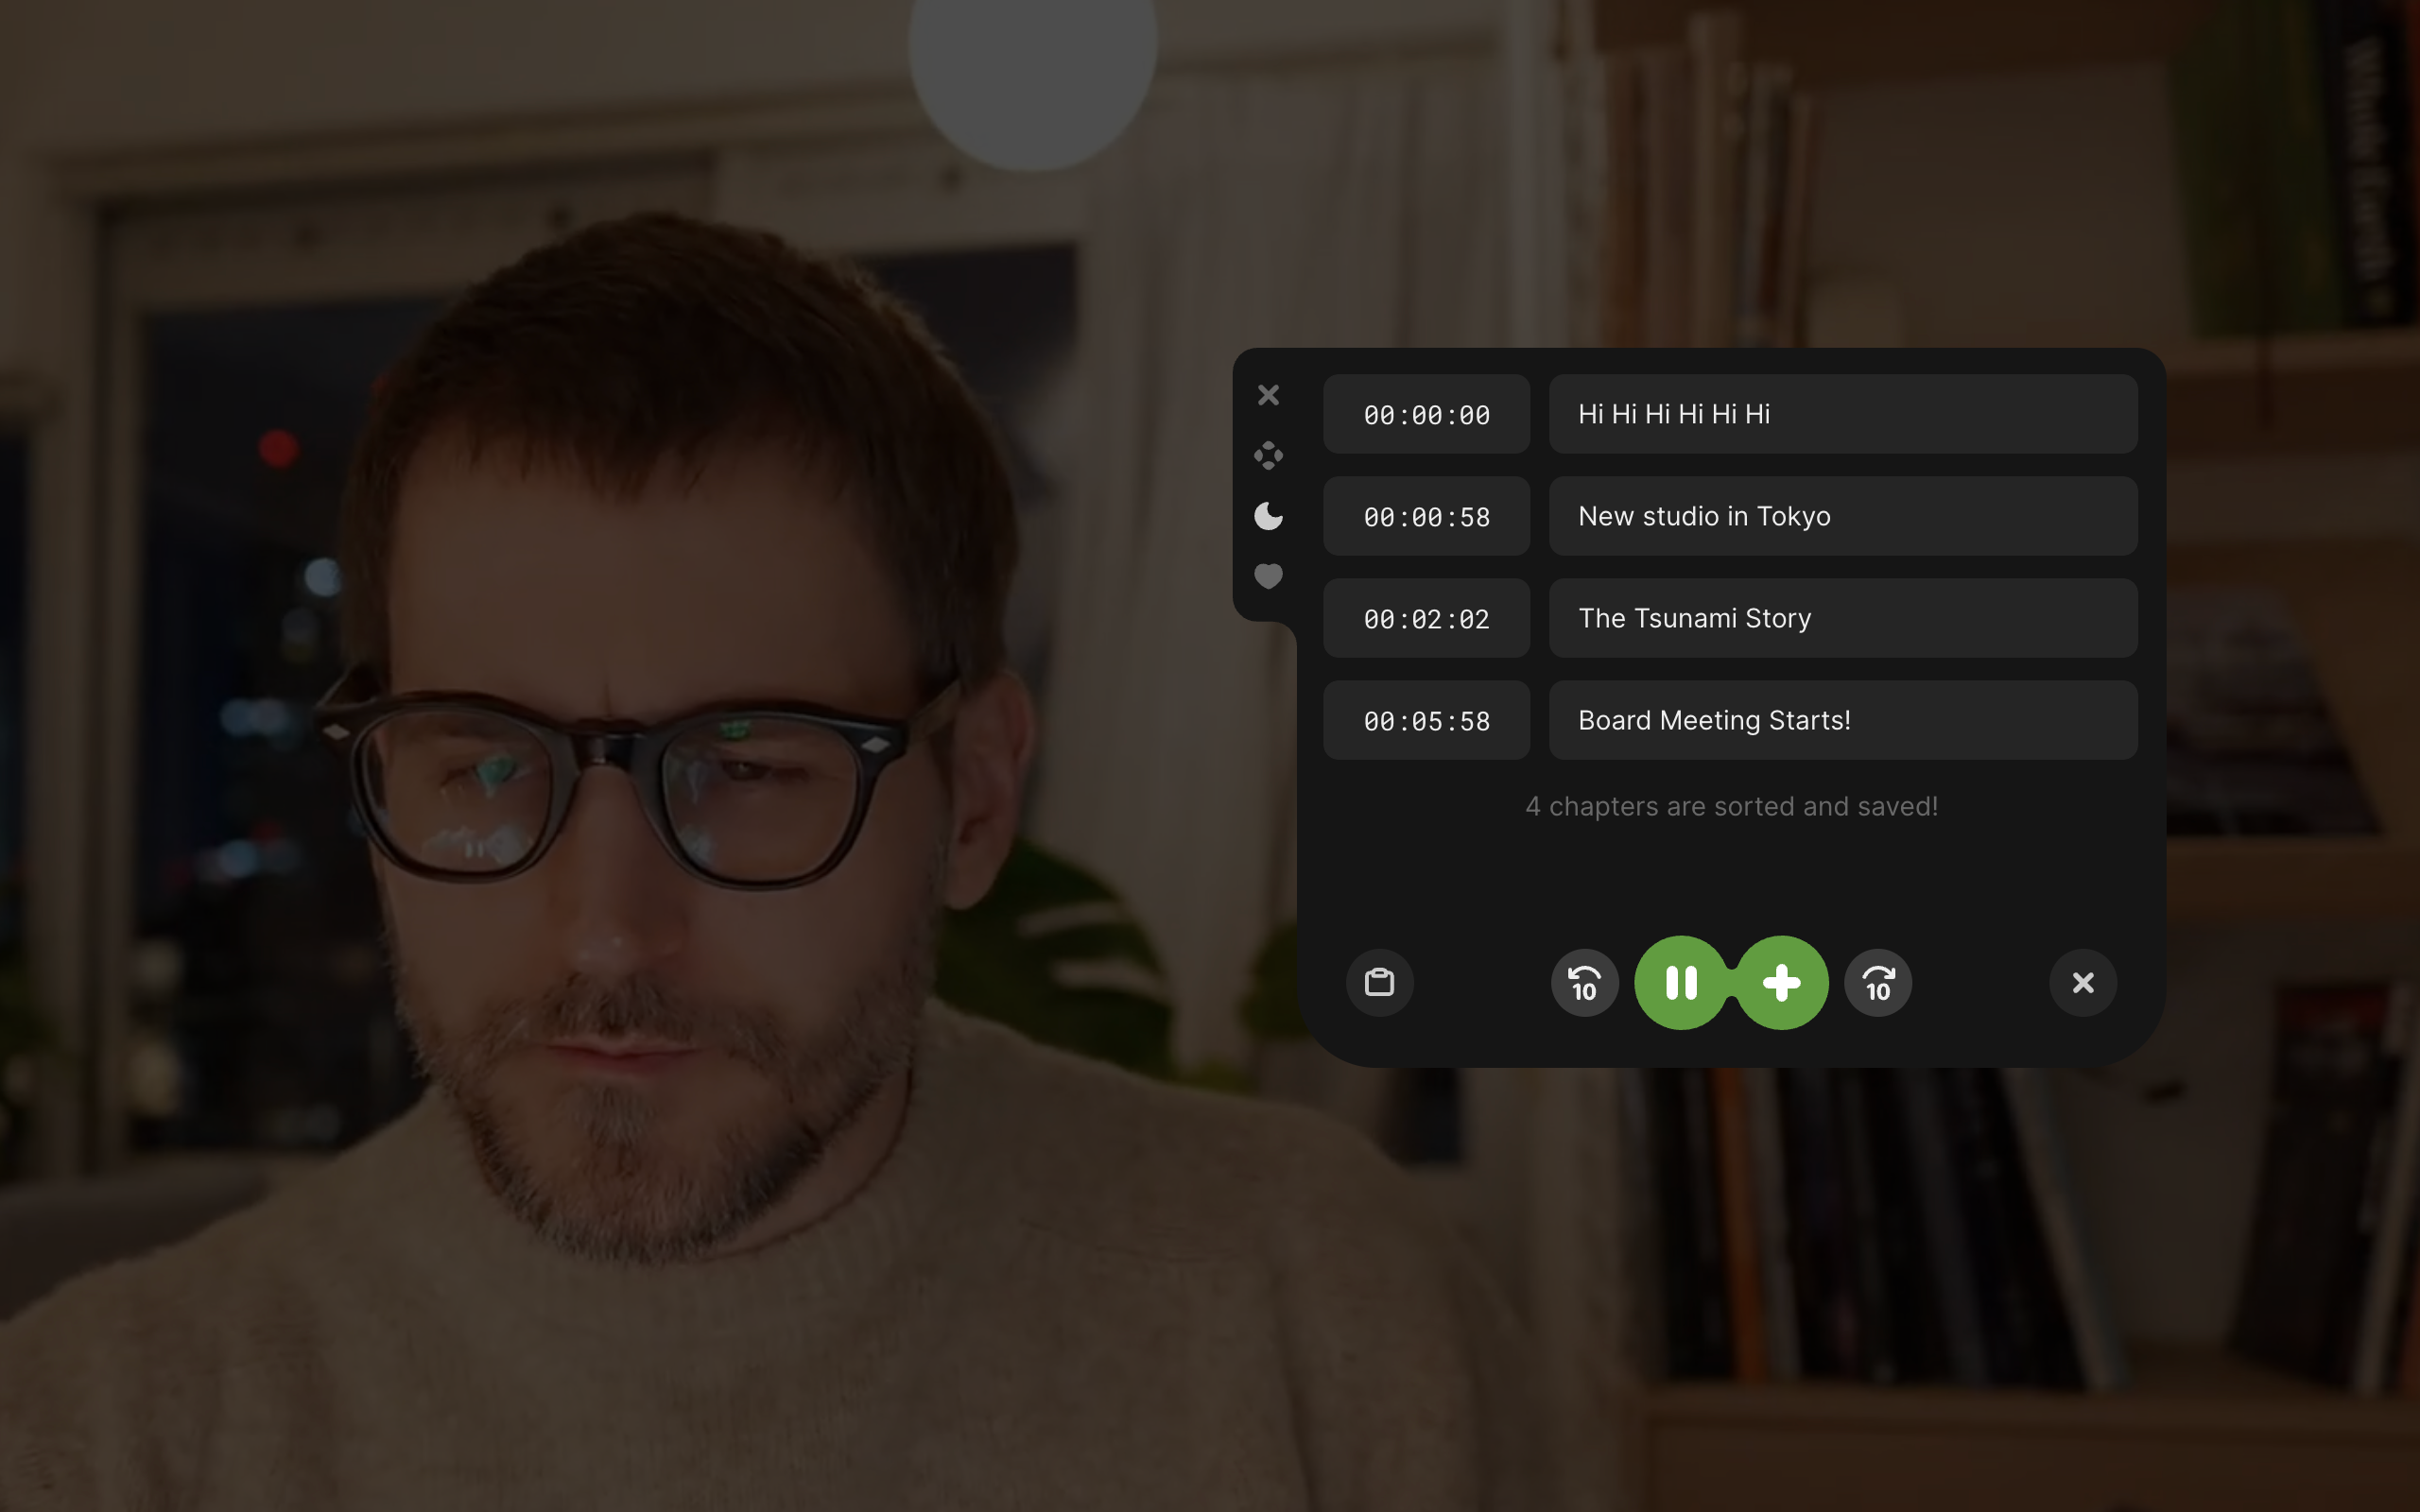 00:00:00 Hi Hi Hi Hi Hi Hi
00:00:58 New studio in Tokyo
00:02:02 The Tsunami Story
00:05:58 Board Meeting Starts!
4 chapters are sorted and saved!
10 10